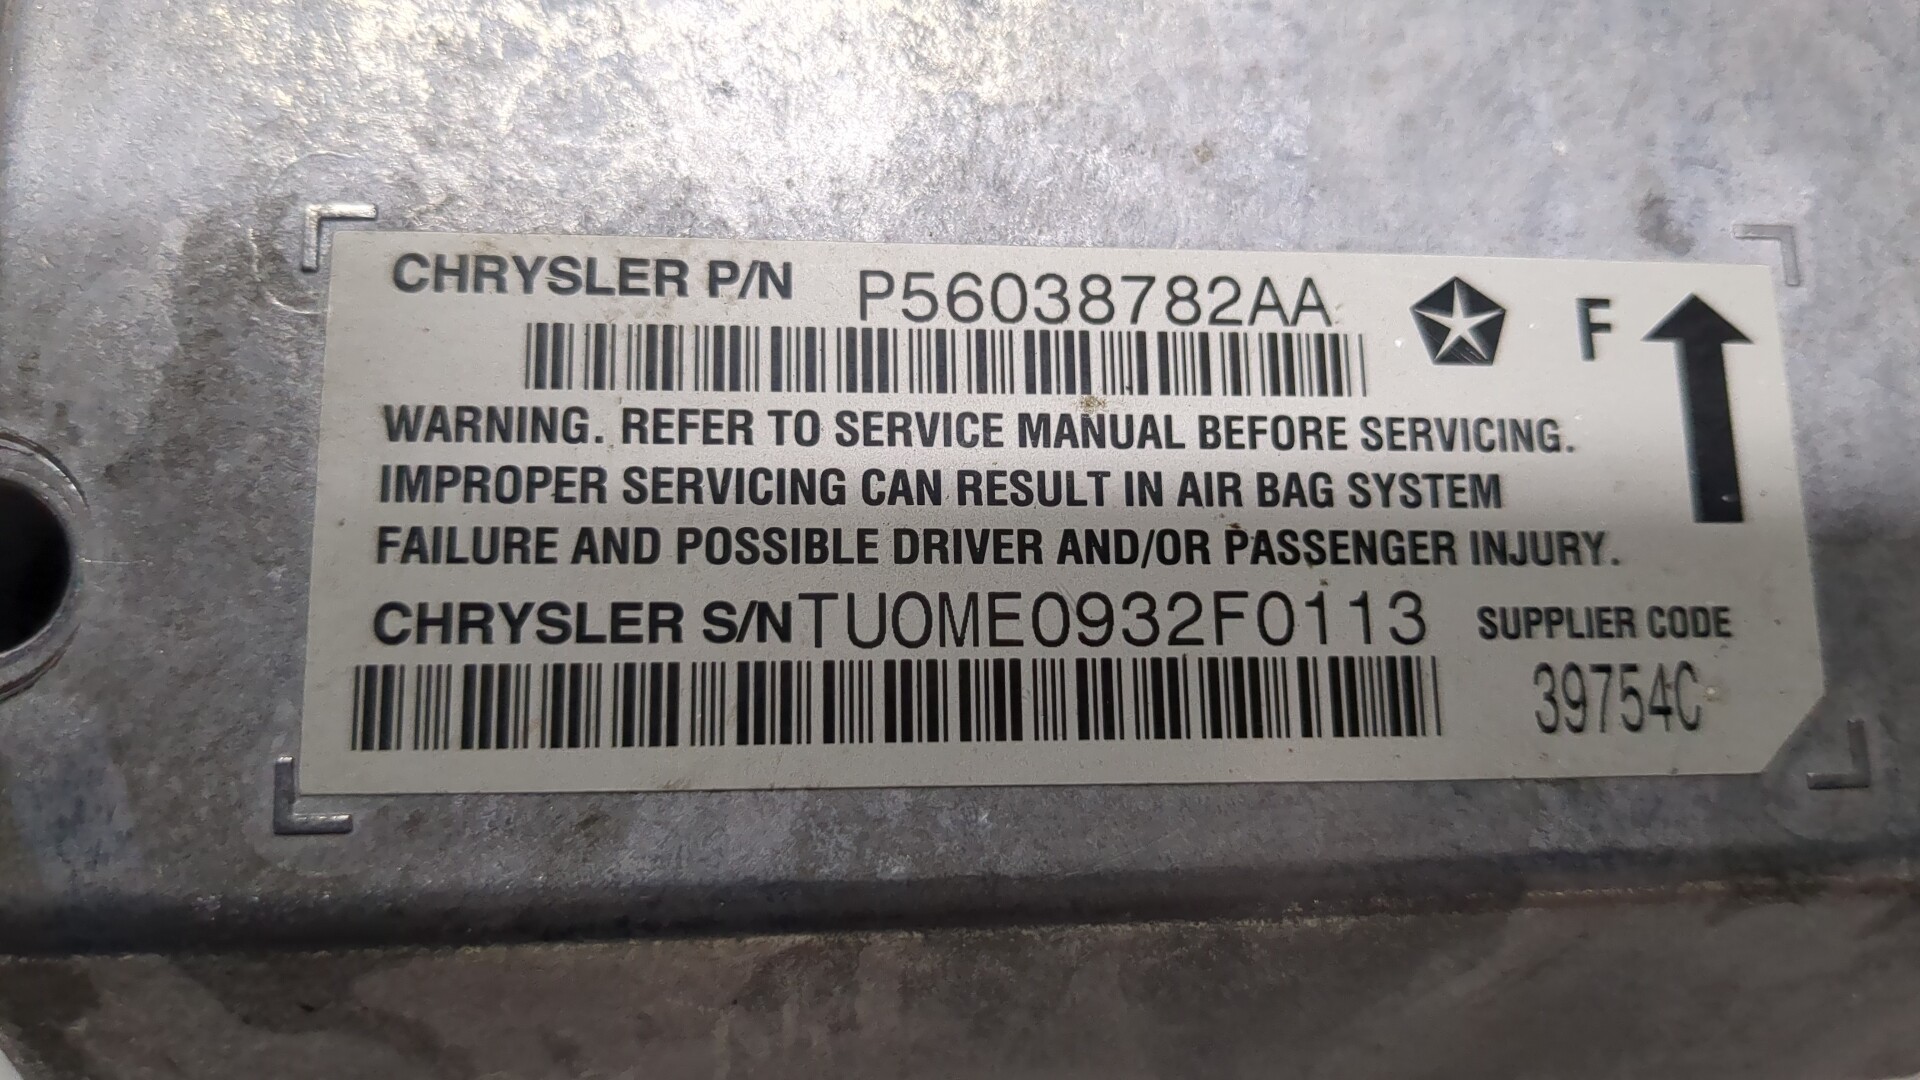 CHRYSLER P/N P56038782AA F
WARNING. REFER TO SERVICE MANUAL BEFORE SERVICING.
IMPROPER SERVICING CAN RESULT IN AIR BAG SYSTEM
FAILURE AND POSSIBLE DRIVER AND/OR PASSENGER INJURY.
CHRYSLER S/N TU0ME0932F0113 SUPPLIER CODE
39754C